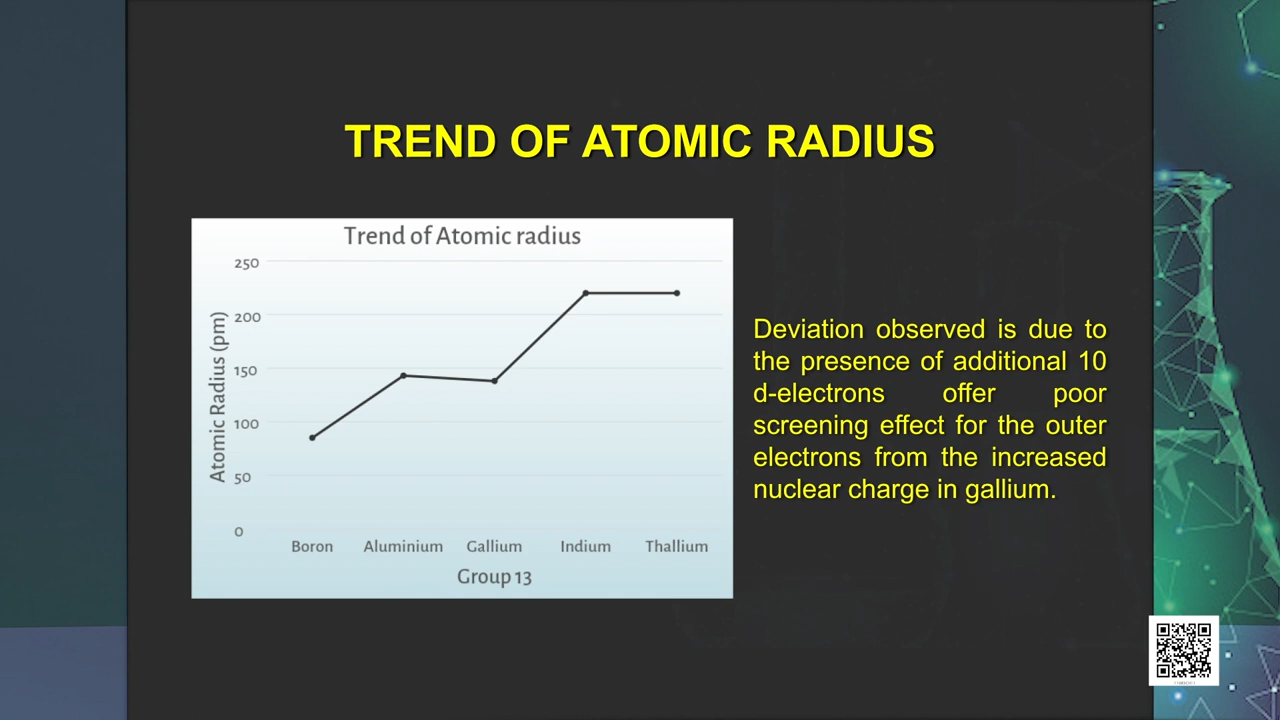 TREND OF ATOMIC RADIUS
Trend of Atomic radius
250
200
150
100
50
0
Atomic Radius (pm)
Boron Aluminium Gallium Indium Thallium
Group 13
Deviation observed is due to
the presence of additional 10
d-electrons offer poor
screening effect for the outer
electrons from the increased
nuclear charge in gallium.